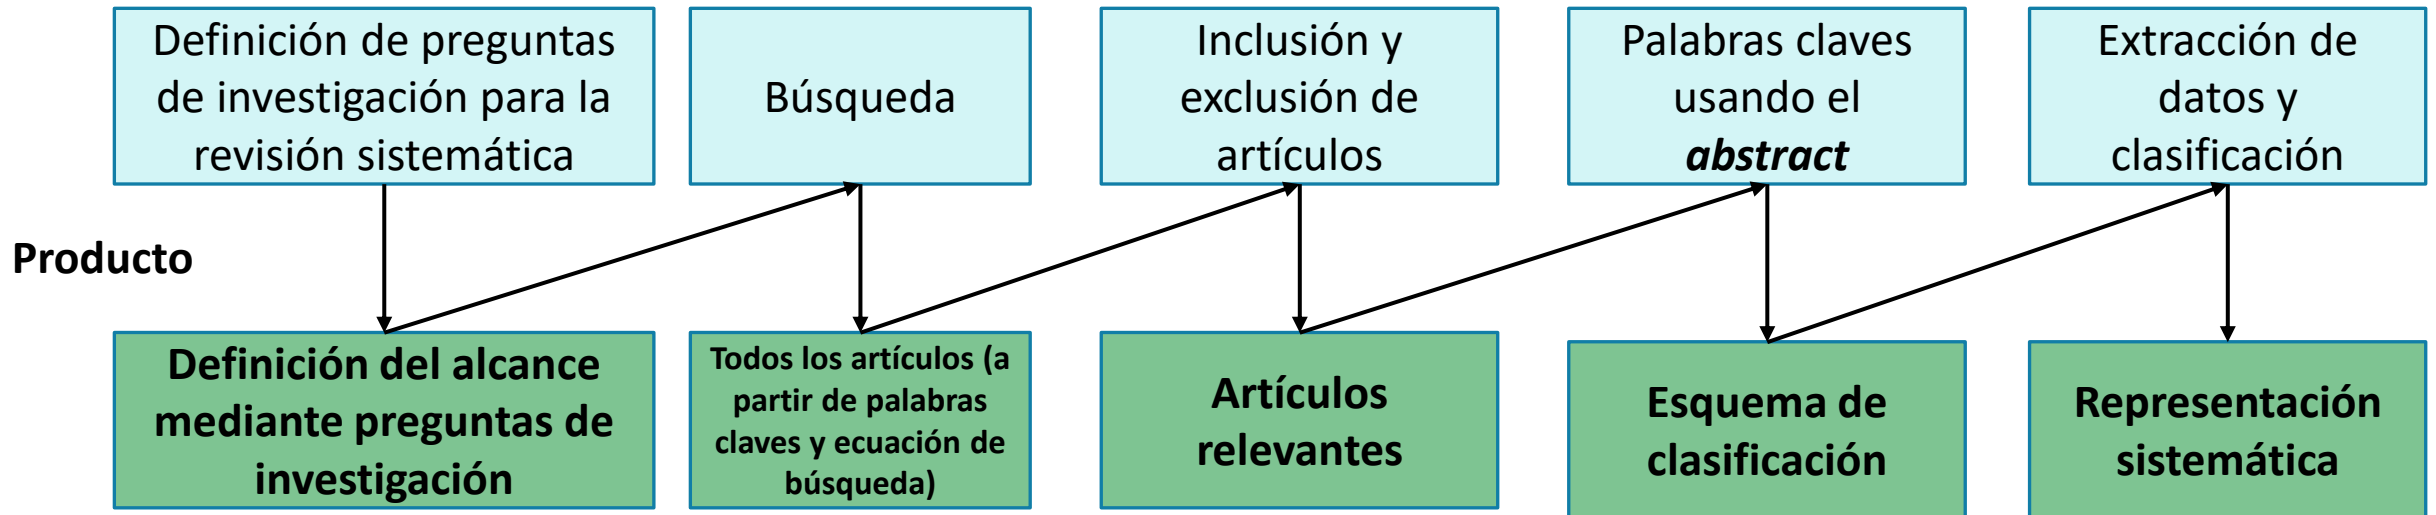 Definición de preguntas
de investigación para la
revisión sistemática
Búsqueda
Inclusión y
exclusión de
artículos
Palabras claves
usando el
abstract
Extracción de
datos y
clasificación
Producto
Definición del alcance
mediante preguntas de
investigación
Todos los artículos (a
partir de palabras
claves y ecuación de
búsqueda)
Artículos
relevantes
Esquema de
clasificación
Representación
sistemática